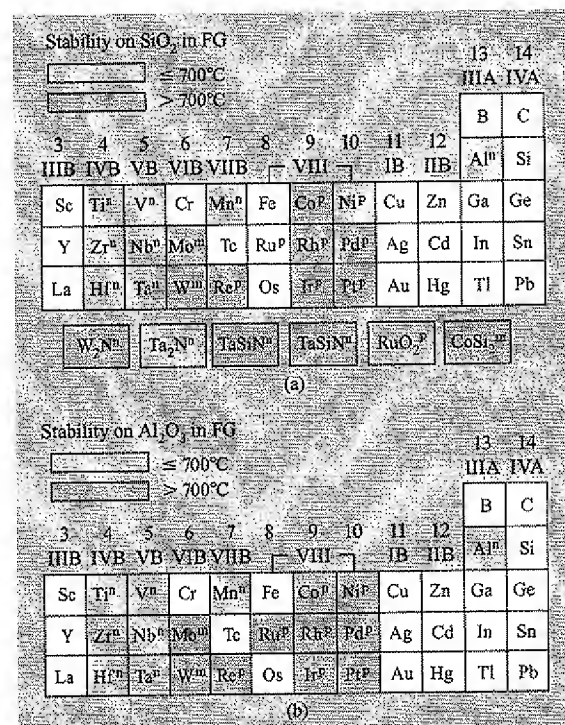 Stability on SiO₂ in FG
≤ 700°C
> 700°C
13 14
IIIA IVA
B C
3 4 5 6 7 8 9 10 11 12
IIIB IVB VB VIB VIIB VIII IB IIB Alⁿ Si
Sc Tiⁿ Vⁿ Cr Mnⁿ Fe Coᵖ Niᵖ Cu Zn Ga Ge
Y Zrⁿ Nbⁿ Moᵐ Tc Ruᵖ Rhᵖ Pdᵖ Ag Cd In Sn
La Hfⁿ Taⁿ Wᵐ Reᵖ Os Irᵖ Ptᵖ Au Hg Tl Pb
W₂Nⁿ Ta₂Nⁿ TaSiNⁿ TaSiNⁿ RuO₂ᵖ CoSi₂ᵐ
(a)
Stability on Al₂O₃ in FG
≤ 700°C
> 700°C
13 14
IIIA IVA
B C
3 4 5 6 7 8 9 10 11 12
IIIB IVB VB VIB VIIB VIII IB IIB Alⁿ Si
Sc Tiⁿ Vⁿ Cr Mnⁿ Fe Coᵖ Niᵖ Cu Zn Ga Ge
Y Zrⁿ Nbⁿ Moᵐ Tc Ruᵖ Rhᵖ Pdᵖ Ag Cd In Sn
La Hfⁿ Taⁿ Wᵐ Reᵖ Os Irᵖ Ptᵖ Au Hg Tl Pb
(b)